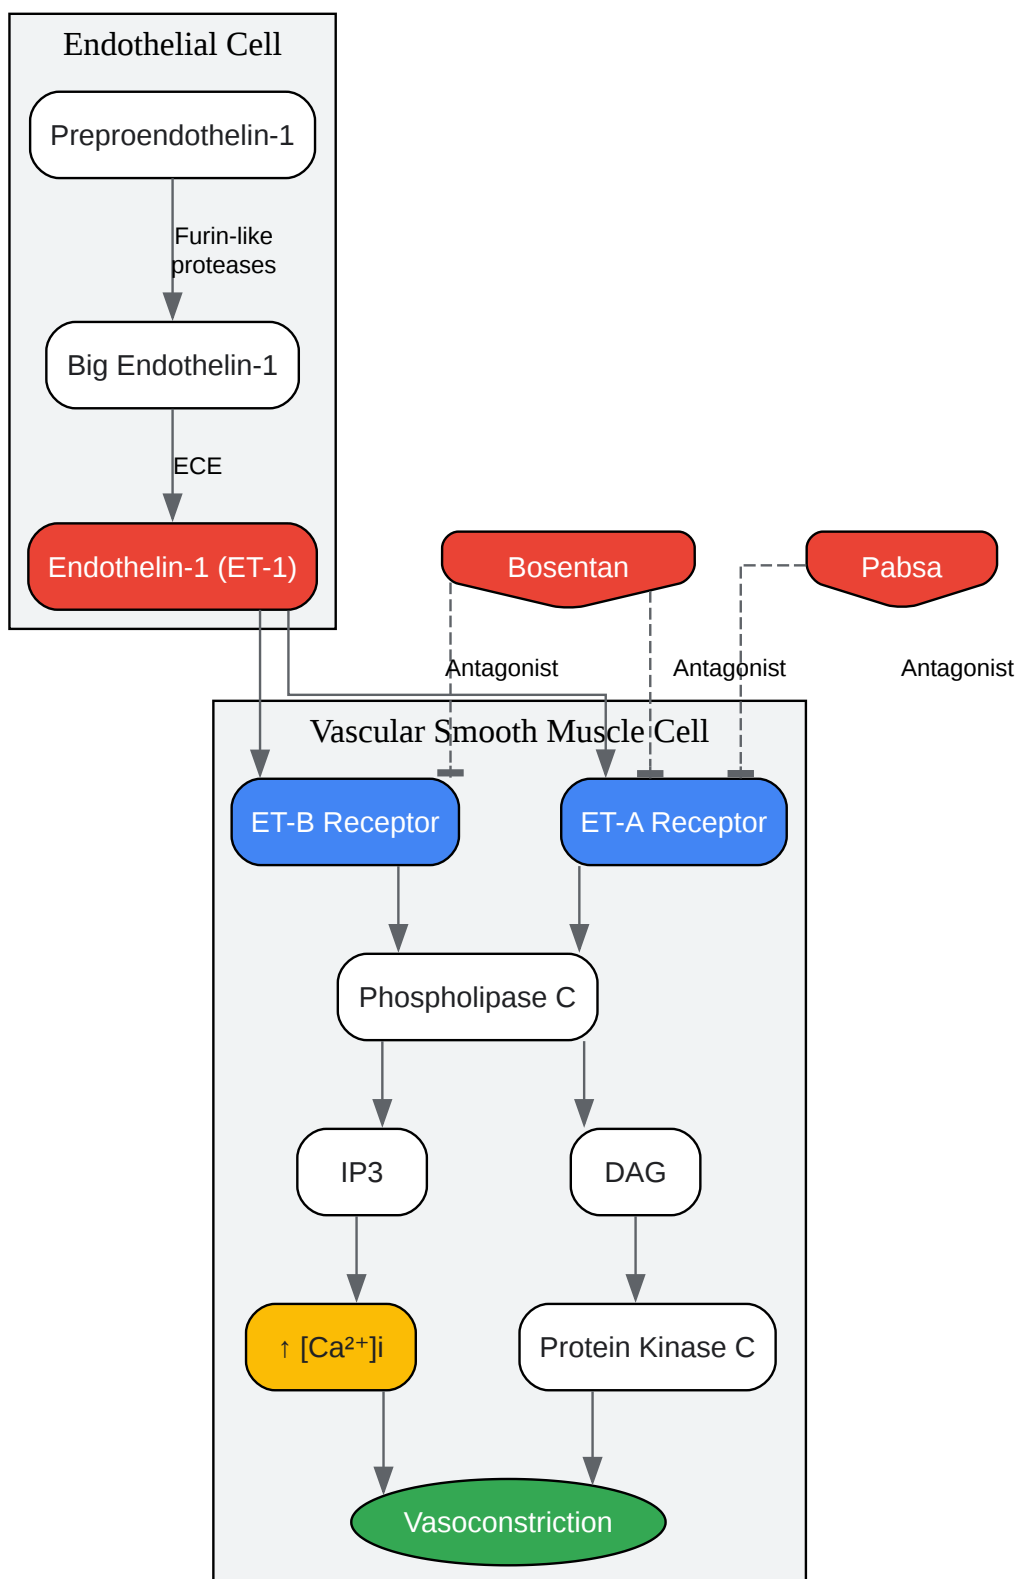 Endothelial Cell
Preproendothelin-1
Furin-like
proteases
Big Endothelin-1
ECE
Endothelin-1 (ET-1)
Bosentan
Pabsa
Antagonist
Antagonist
Antagonist
Vascular Smooth Muscle Cell
ET-B Receptor
ET-A Receptor
Phospholipase C
IP3
DAG
↑ [Ca²⁺]i
Protein Kinase C
Vasoconstriction